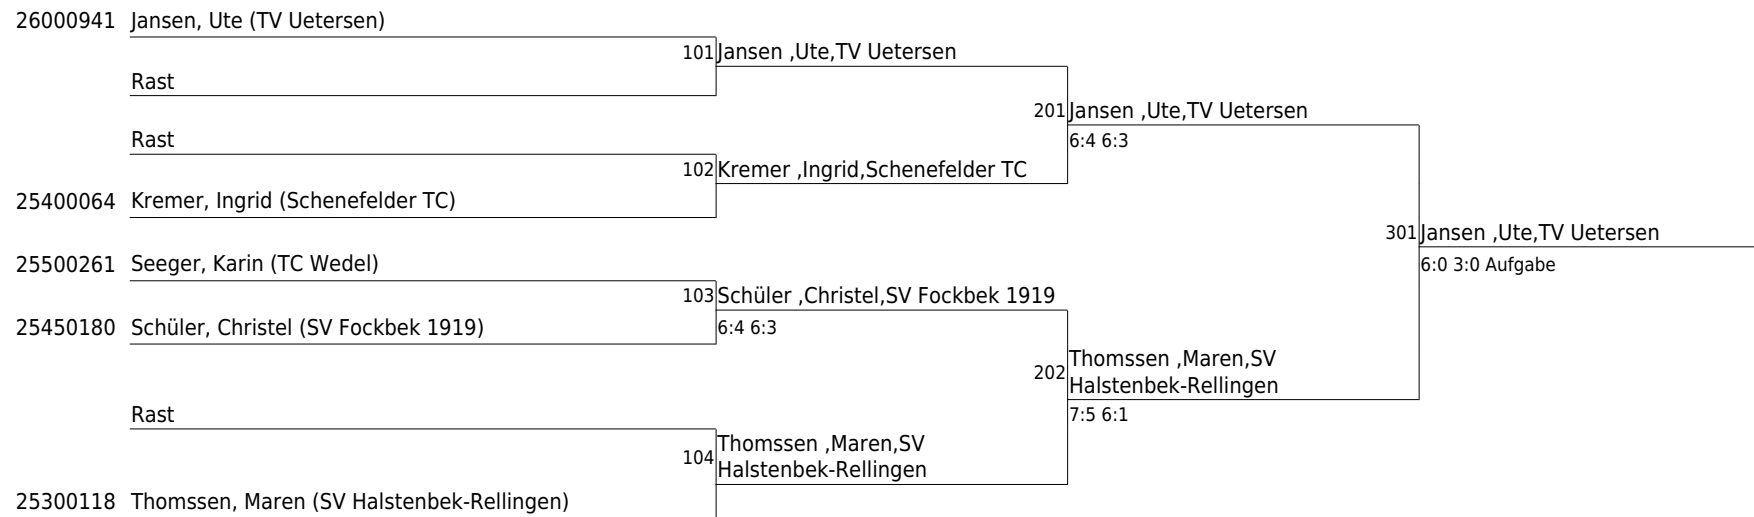 26000941 Jansen, Ute (TV Uetersen)
101 Jansen ,Ute,TV Uetersen
Rast
201 Jansen ,Ute,TV Uetersen
Rast
6:4 6:3
102 Kremer ,Ingrid,Schenefelder TC
25400064 Kremer, Ingrid (Schenefelder TC)
301 Jansen ,Ute,TV Uetersen
25500261 Seeger, Karin (TC Wedel)
6:0 3:0 Aufgabe
103 Schüler ,Christel,SV Fockbek 1919
25450180 Schüler, Christel (SV Fockbek 1919)
6:4 6:3
202 Thomssen ,Maren,SV
Halstenbek-Rellingen
Rast
7:5 6:1
104 Thomssen ,Maren,SV
Halstenbek-Rellingen
25300118 Thomssen, Maren (SV Halstenbek-Rellingen)